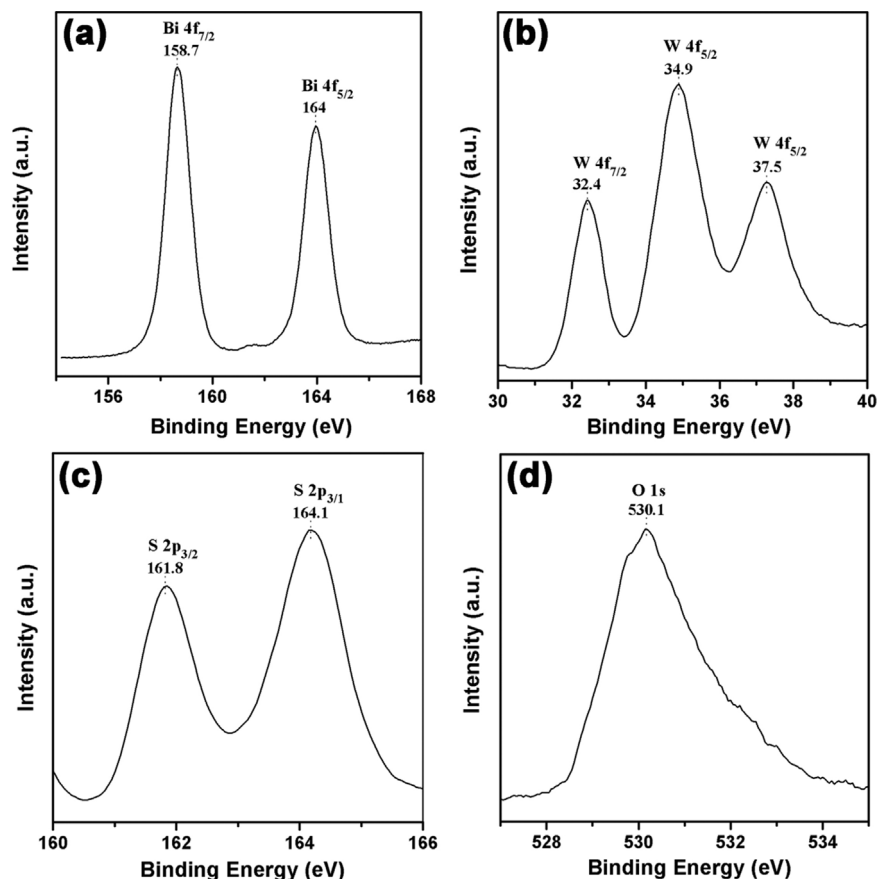 (a)
Bi 4f7/2
158.7
Bi 4f5/2
164
Intensity (a.u.)
156 160 164 168
Binding Energy (eV)
(b)
W 4f5/2
34.9
W 4f7/2
32.4
W 4f5/2
37.5
Intensity (a.u.)
30 32 34 36 38 40
Binding Energy (eV)
(c)
S 2p3/1
164.1
S 2p3/2
161.8
Intensity (a.u.)
160 162 164 166
Binding Energy (eV)
(d)
O 1s
530.1
Intensity (a.u.)
528 530 532 534
Binding Energy (eV)